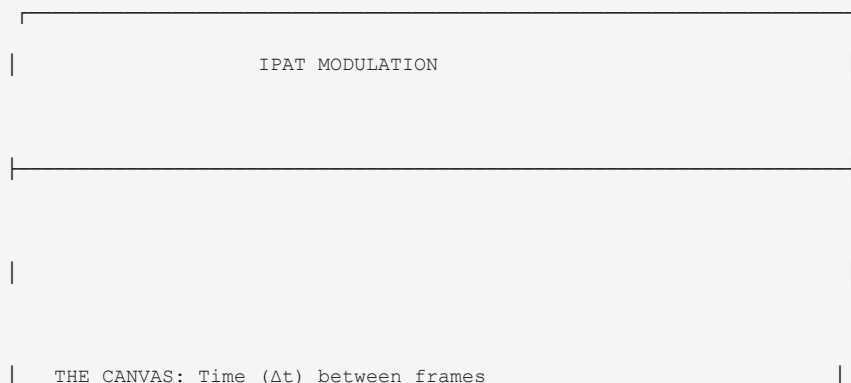 IPAT MODULATION
THE CANVAS: Time (Δt) between frames